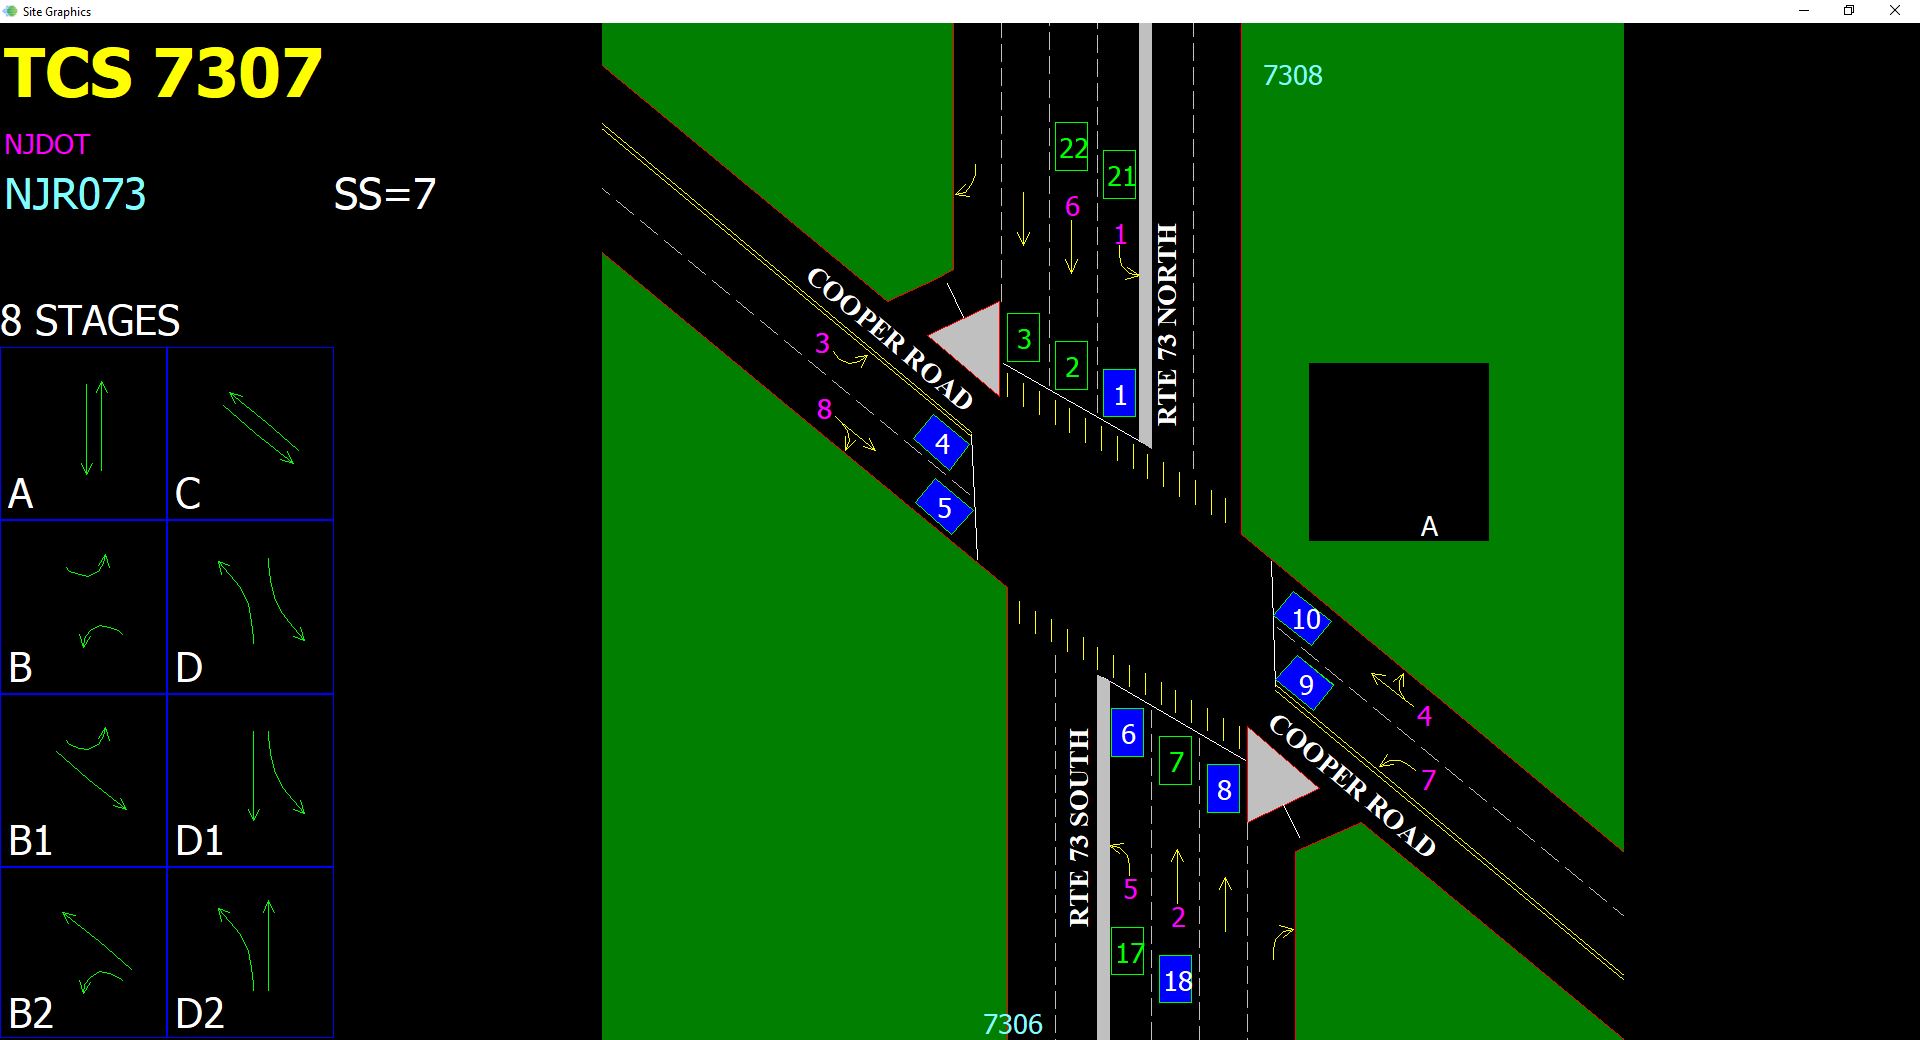 Site Graphics
TCS 7307
NJDOT
NJR073
SS=7
8 STAGES
A
C
B
D
B1
D1
B2
D2
7308
22
21
6
1
RTE 73 NORTH
COOPER ROAD
3
3
2
1
8
4
5
A
10
9
4
7
COOPER ROAD
6
7
8
RTE 73 SOUTH
5
2
17
18
7306